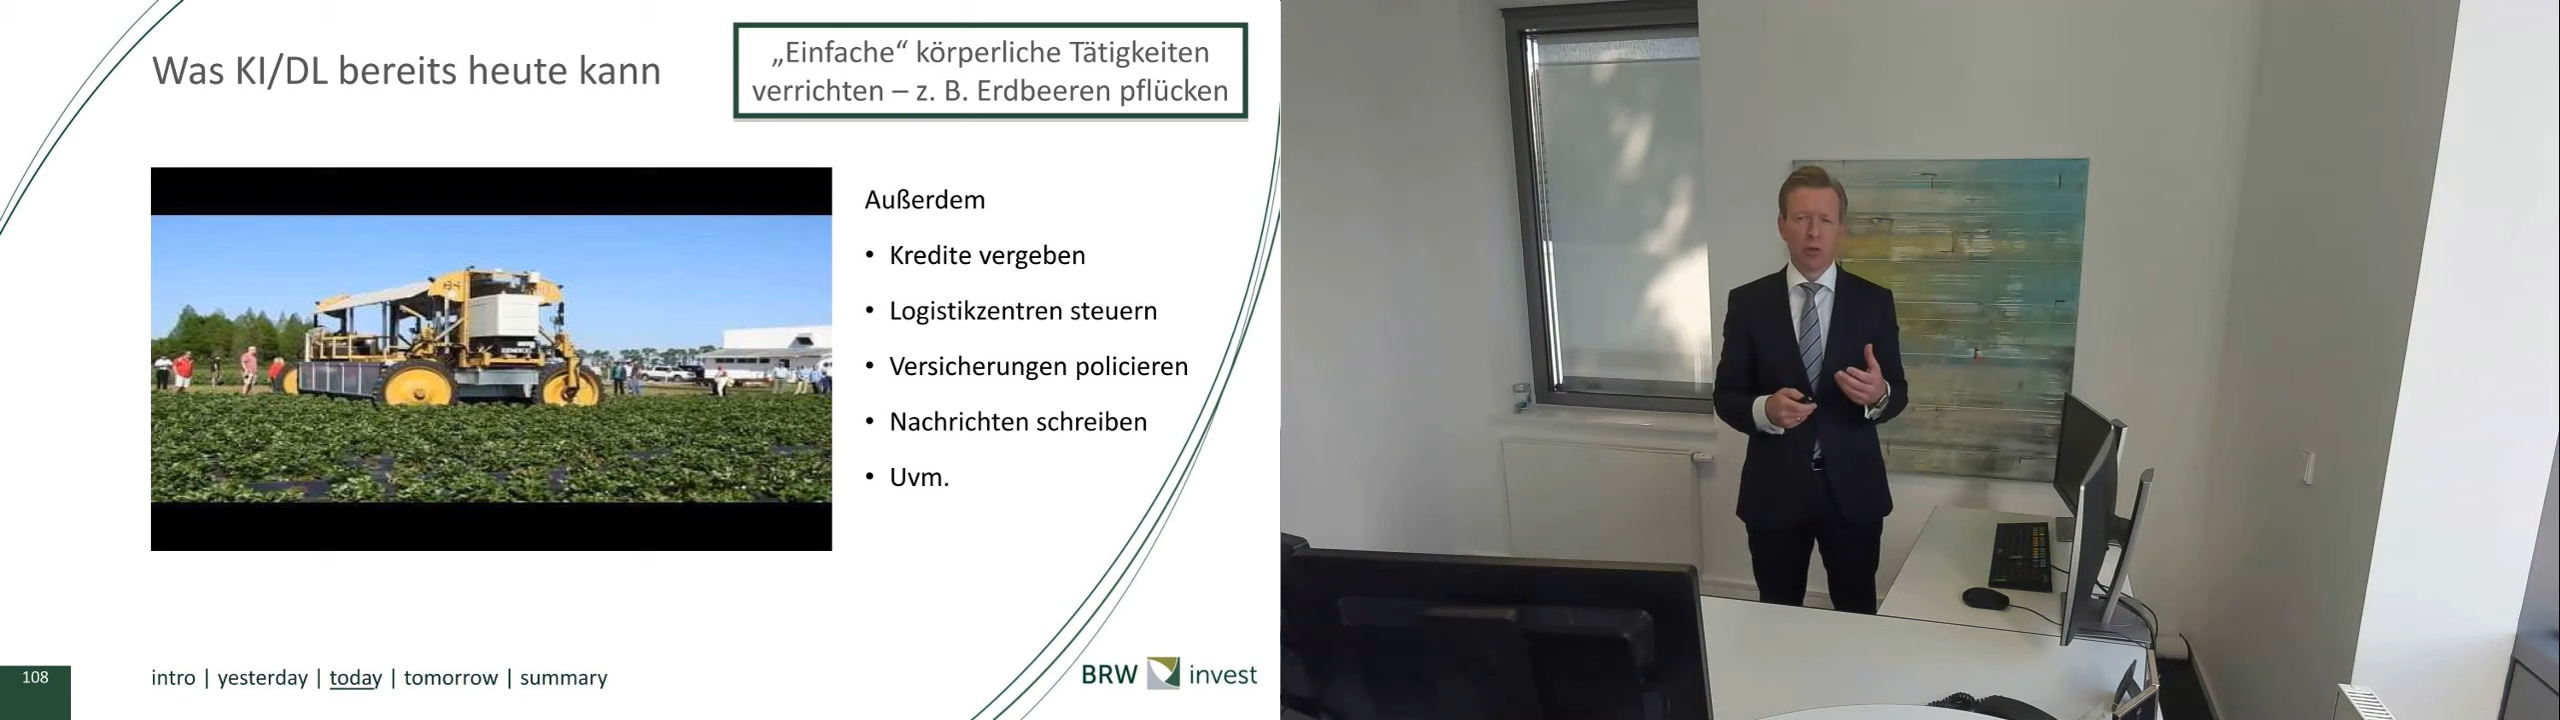 Was KI/DL bereits heute kann
„Einfache“ körperliche Tätigkeiten
verrichten – z. B. Erdbeeren pflücken
Außerdem
• Kredite vergeben
• Logistikzentren steuern
• Versicherungen policieren
• Nachrichten schreiben
• Uvm.
108
intro | yesterday | today | tomorrow | summary
BRW invest